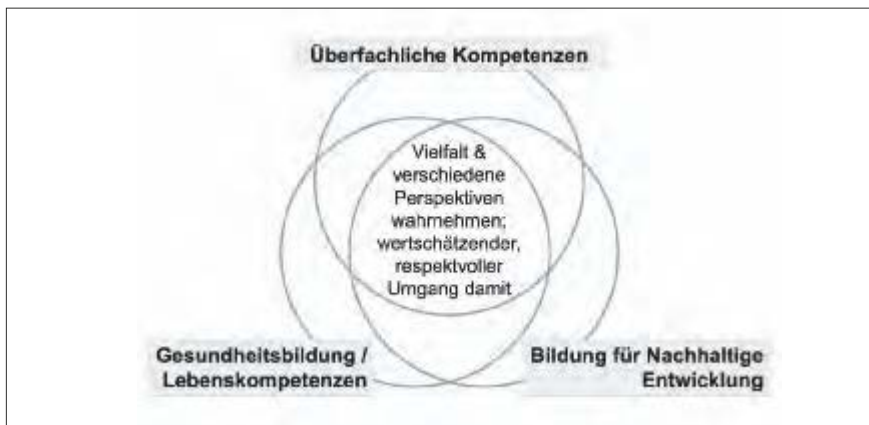 Überfachliche Kompetenzen
Vielfalt &
verschiedene
Perspektiven
wahrnehmen;
wertschätzender,
respektvoller
Umgang damit
Gesundheitsbildung /
Lebenskompetenzen
Bildung für Nachhaltige
Entwicklung